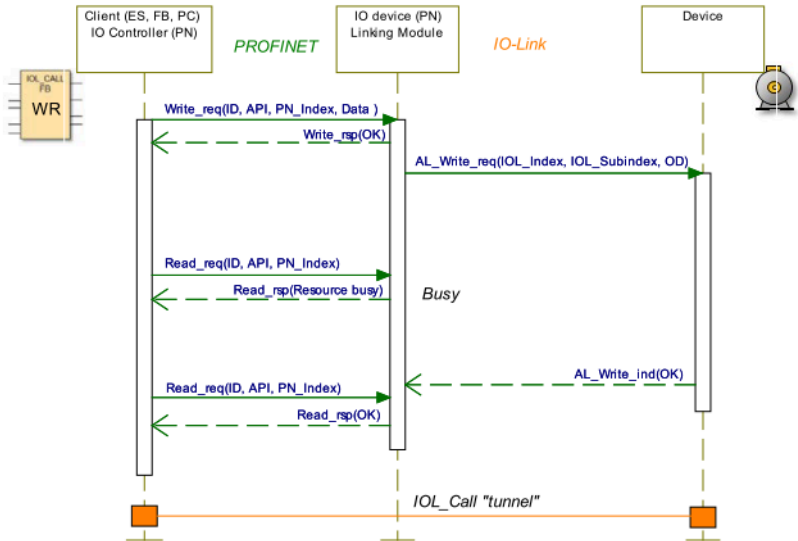 Client (ES, FB, PC)
IO Controller (PN)
PROFINET
IO device (PN)
Linking Module
IO-Link
Device
IOL_CALL
FB
WR
Write_req(ID, API, PN_Index, Data )
Write_rsp(OK)
AL_Write_req(IOL_Index, IOL_Subindex, OD)
Read_req(ID, API, PN_Index)
Read_rsp(Resource busy)
Busy
AL_Write_ind(OK)
Read_req(ID, API, PN_Index)
Read_rsp(OK)
IOL_Call "tunnel"